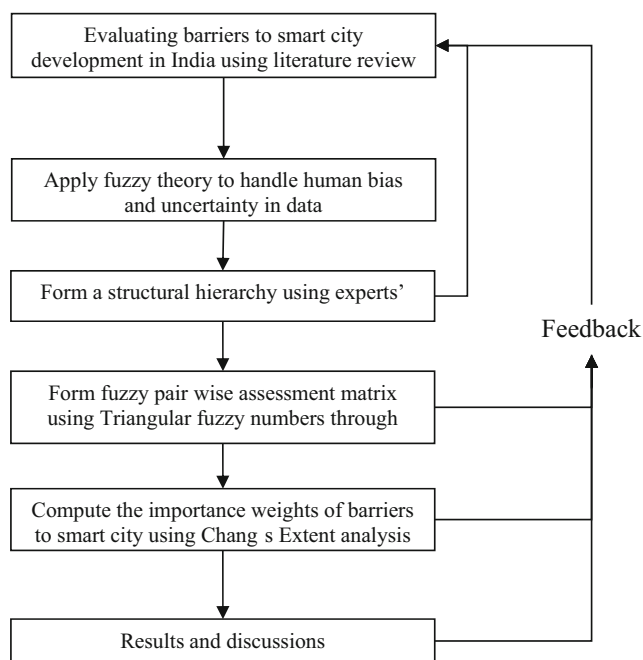 Evaluating barriers to smart city
development in India using literature review
Apply fuzzy theory to handle human bias
and uncertainty in data
Form a structural hierarchy using experts’
Feedback
Form fuzzy pair wise assessment matrix
using Triangular fuzzy numbers through
Compute the importance weights of barriers
to smart city using Chang s Extent analysis
Results and discussions